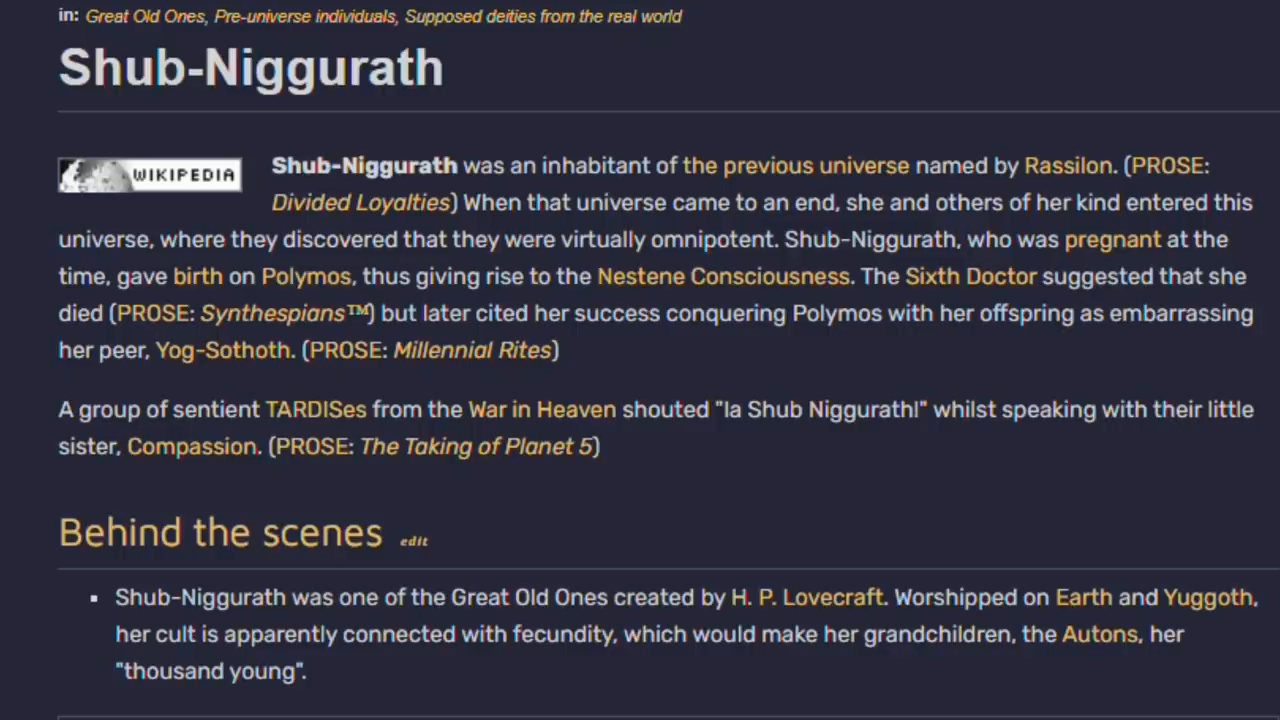 in: Great Old Ones, Pre-universe individuals, Supposed deities from the real world
Shub-Niggurath
WIKIPEDIA
Shub-Niggurath was an inhabitant of the previous universe named by Rassilon. (PROSE:
Divided Loyalties) When that universe came to an end, she and others of her kind entered this
universe, where they discovered that they were virtually omnipotent. Shub-Niggurath, who was pregnant at the
time, gave birth on Polymos, thus giving rise to the Nestene Consciousness. The Sixth Doctor suggested that she
died (PROSE: Synthespians™) but later cited her success conquering Polymos with her offspring as embarrassing
her peer, Yog-Sothoth. (PROSE: Millennial Rites)
A group of sentient TARDISes from the War in Heaven shouted "Ia Shub Niggurath!" whilst speaking with their little
sister, Compassion. (PROSE: The Taking of Planet 5)
Behind the scenes edit
▪ Shub-Niggurath was one of the Great Old Ones created by H. P. Lovecraft. Worshipped on Earth and Yuggoth,
her cult is apparently connected with fecundity, which would make her grandchildren, the Autons, her
"thousand young".